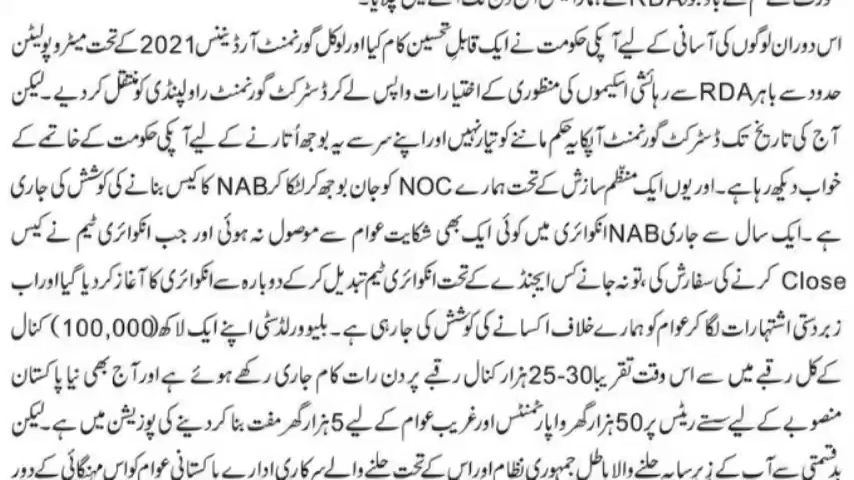 اس دوران لوگوں کی آسانی کے لیے آپکی حکومت نے ایک قابلِ تحسین کام کیا اور لوکل گورنمنٹ آرڈیننس 2021 کے تحت میٹرو پولیٹن
حدود سے باہر RDA سے رہائشی اسکیموں کی منظوری کے اختیارات واپس لے کر ڈسٹرکٹ گورنمنٹ راولپنڈی کو منتقل کر دیے۔ لیکن
آج کی تاریخ تک ڈسٹرکٹ گورنمنٹ آپکا یہ حکم ماننے کو تیار نہیں اور اپنے سر سے یہ بوجھ اُتارنے کے لیے آپکی حکومت کے خاتمے کے
خواب دیکھ رہا ہے۔ اور یوں ایک منظّم سازش کے تحت ہمارے NOC کو جان بوجھ کر لٹکا کر NAB کا کیس بنانے کی کوشش کی جاری
ہے۔ ایک سال سے جاری NAB انکوائری میں کوئی ایک بھی شکایت عوام سے موصول نہ ہوئی اور جب انکوائری ٹیم نے کیس
Close کرنے کی سفارش کی، تو نہ جانے کس ایجنڈے کے تحت انکوائری ٹیم تبدیل کر کے دوبارہ سے انکوائری کا آغاز کر دیا گیا اور اب
زبردستی اشتہارات لگا کر عوام کو ہمارے خلاف اکسانے کی کوشش کی جا رہی ہے۔ بلیو ورلڈ سٹی اپنے ایک لاکھ (100,000) کنال
کے کل رقبے میں سے اس وقت تقریبا 30-25 ہزار کنال رقبے پر دن رات کام جاری رکھے ہوئے ہے اور آج بھی نیا پاکستان
منصوبے کے لیے سستے ریٹس پر 50 ہزار گھر و اپارٹمنٹس اور غریب عوام کے لیے 5 ہزار گھر مفت بنا کر دینے کی پوزیشن میں ہے۔ لیکن
بدقسمتی سے آپ کے زیرِ سایہ چلنے والا باطل جمہوری نظام اور اس کے تحت چلنے والے سرکاری ادارے پاکستانی عوام کو اس مہنگائی کے دور